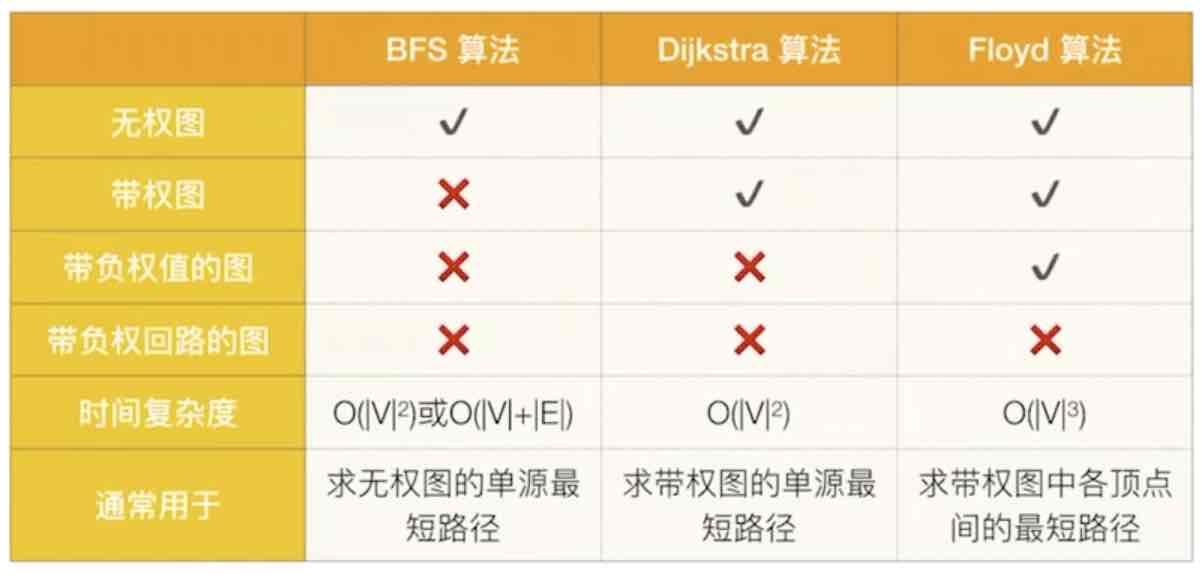 BFS 算法 Dijkstra 算法 Floyd 算法
无权图 ✓ ✓ ✓
带权图 ❌ ✓ ✓
带负权值的图 ❌ ❌ ✓
带负权回路的图 ❌ ❌ ❌
时间复杂度 O(|V|²)或O(|V|+|E|) O(|V|²) O(|V|³)
通常用于 求无权图的单源最短路径 求带权图的单源最短路径 求带权图中各顶点间的最短路径